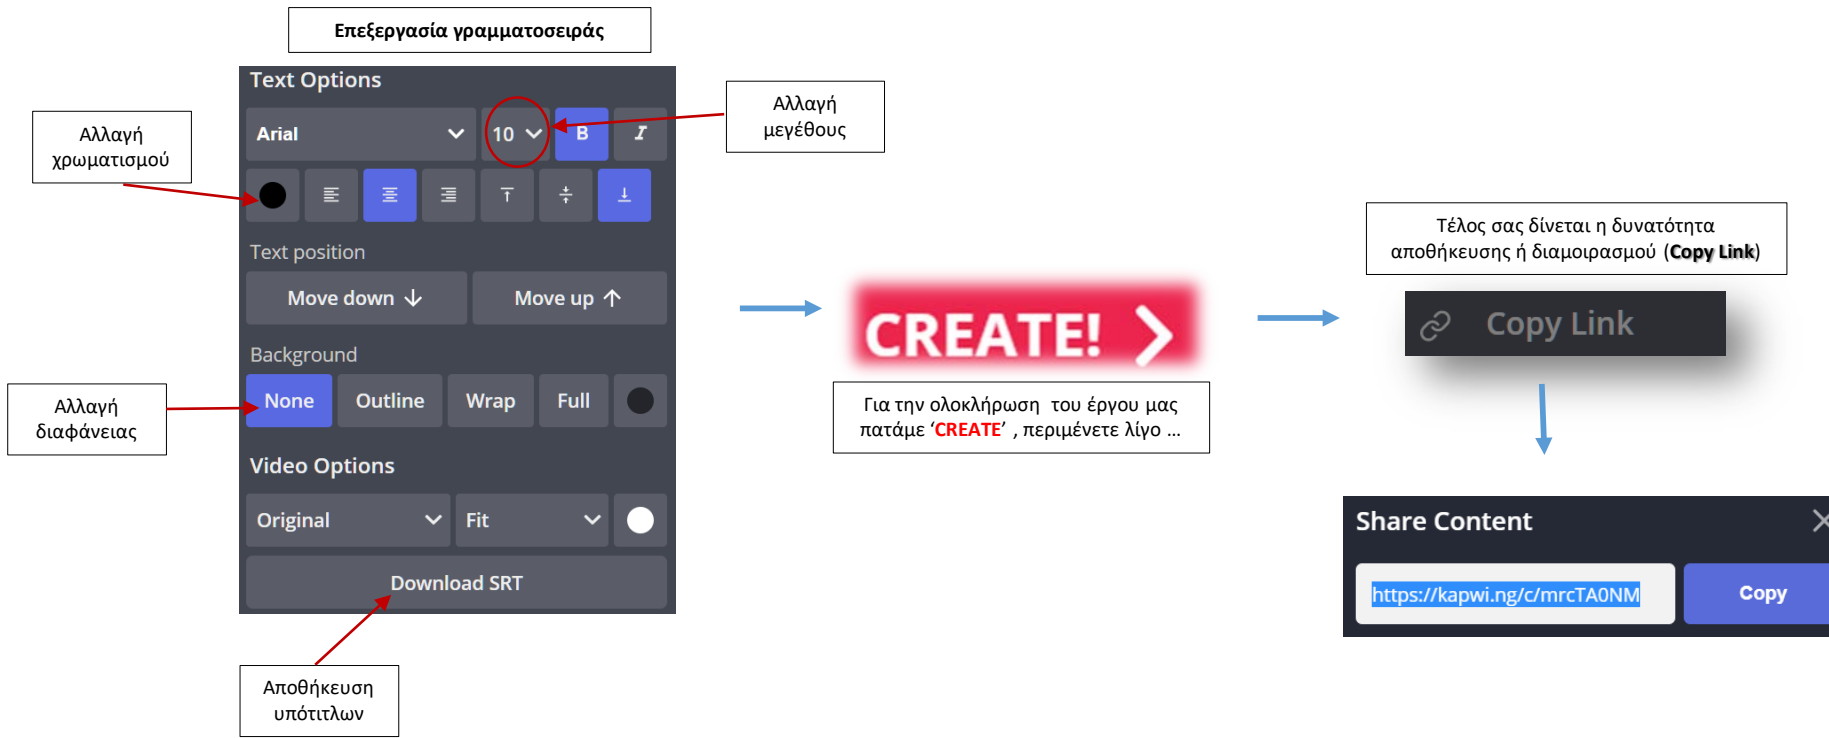 Επεξεργασία γραμματοσειράς
Text Options
Arial
10
B
I
Αλλαγή
χρωματισμού
Αλλαγή
μεγέθους
Text position
Move down
Move up
Background
None
Outline
Wrap
Full
Αλλαγή
διαφάνειας
Video Options
Original
Fit
Download SRT
Αποθήκευση
υπότιτλων
CREATE!
Για την ολοκλήρωση του έργου μας
πατάμε ‘CREATE’ , περιμένετε λίγο ...
Τέλος σας δίνεται η δυνατότητα
αποθήκευσης ή διαμοιρασμού (Copy Link)
Copy Link
Share Content
https://kapwi.ng/c/mrcTA0NM
Copy